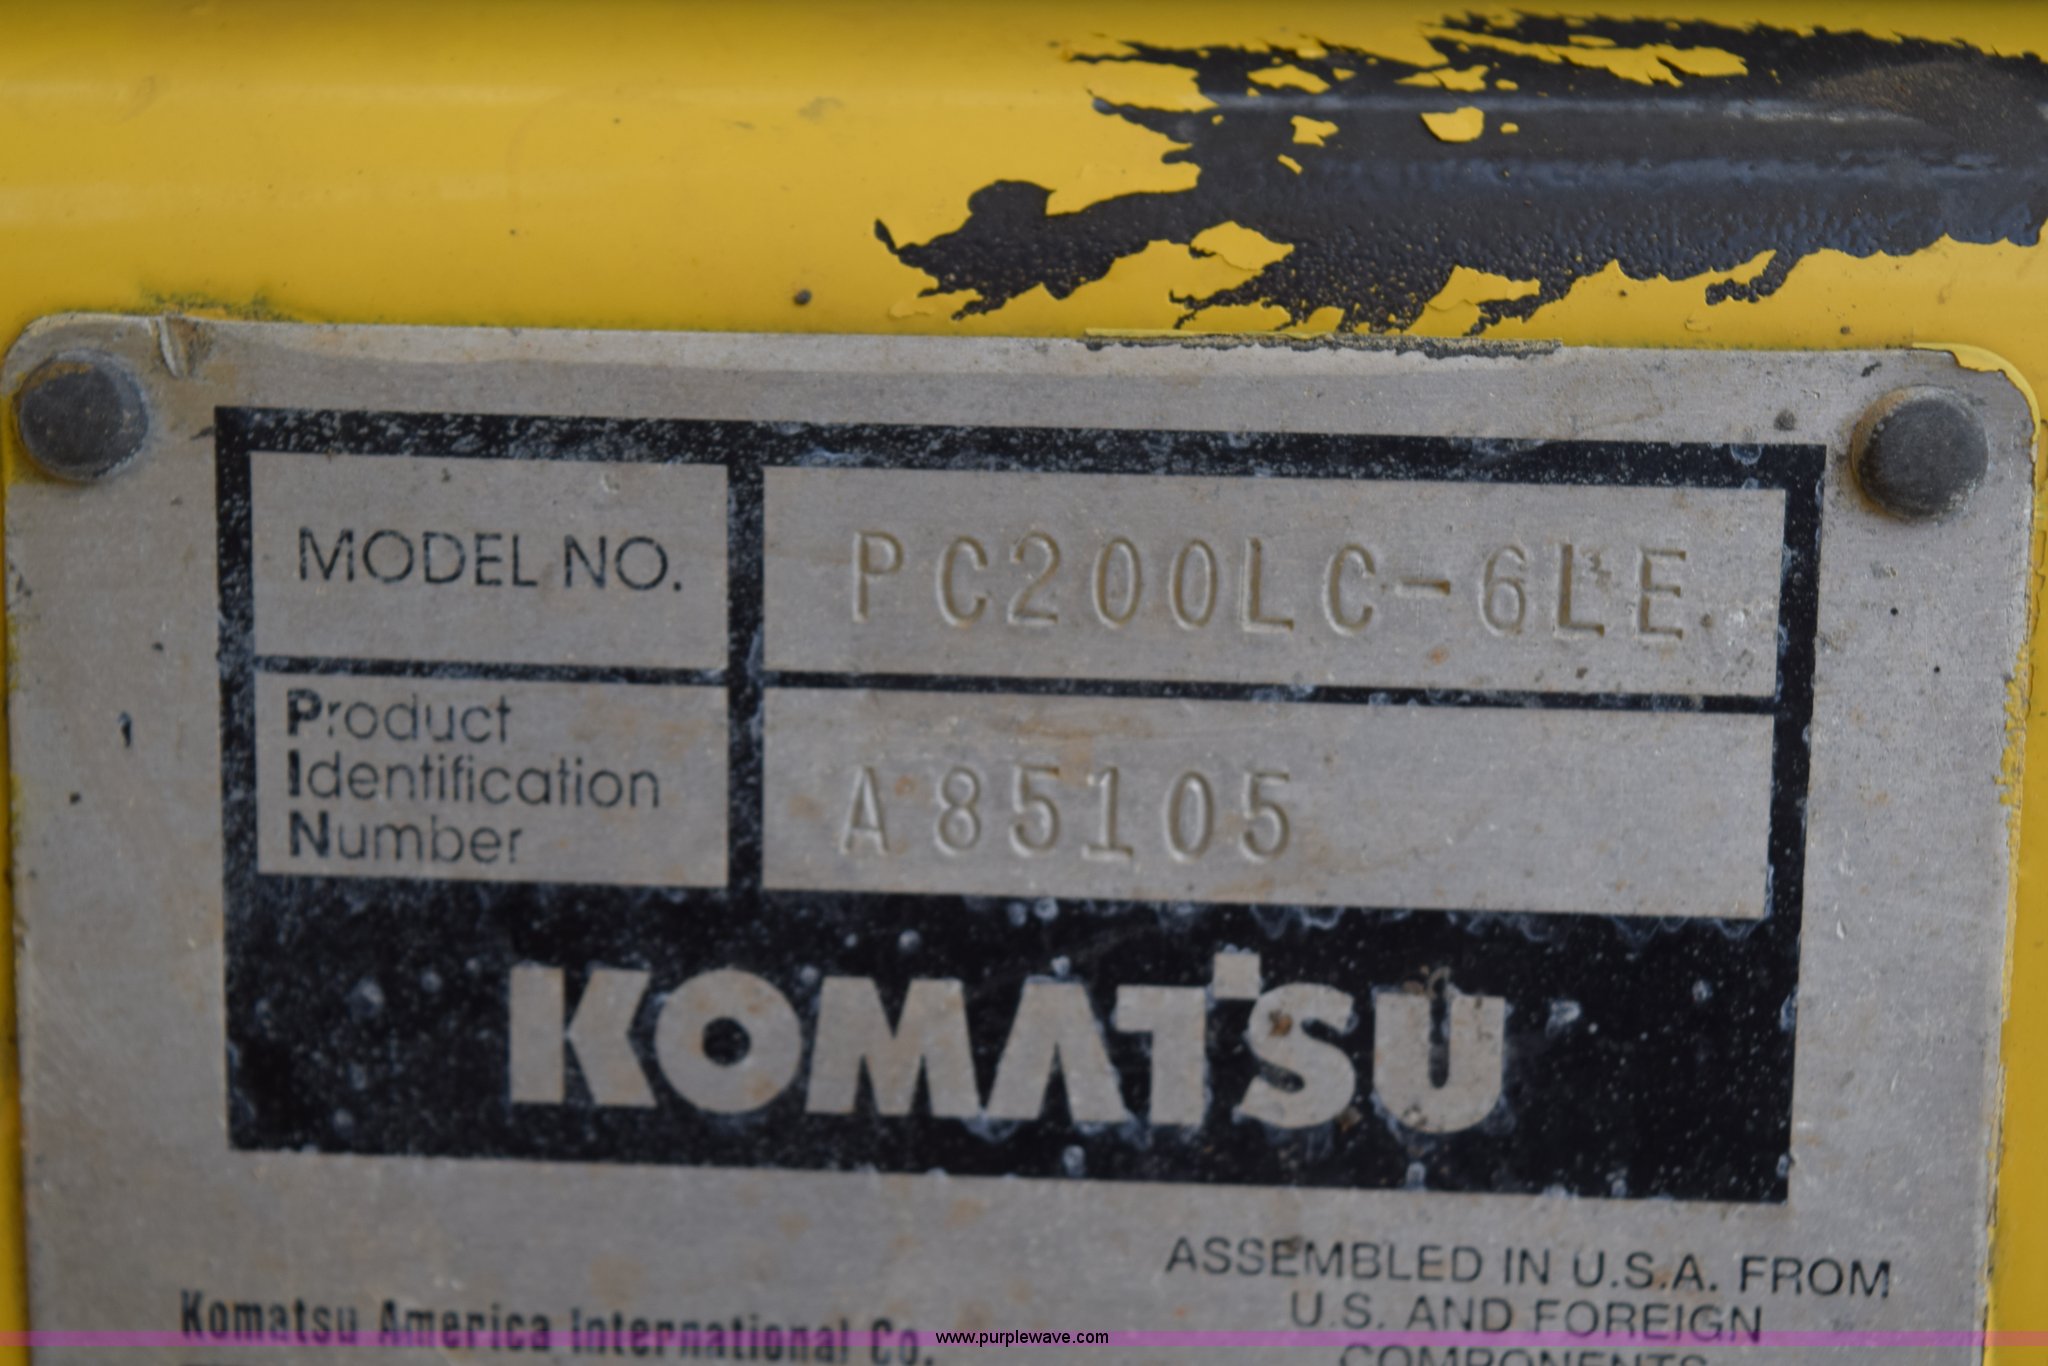 MODEL NO. PC200LC-6LE
Product
Identification
Number
A85105
KOMATSU
ASSEMBLED IN U.S.A. FROM
U.S. AND FOREIGN
COMPONENTS
Komatsu America International Co.
www.purplewave.com